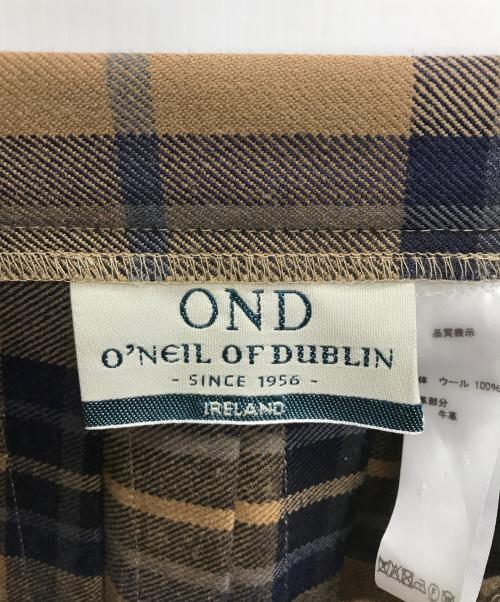 OND
O'NEIL OF DUBLIN
- SINCE 1956 -
IRELAND
品質表示
体 ウール 100%
部分
牛革